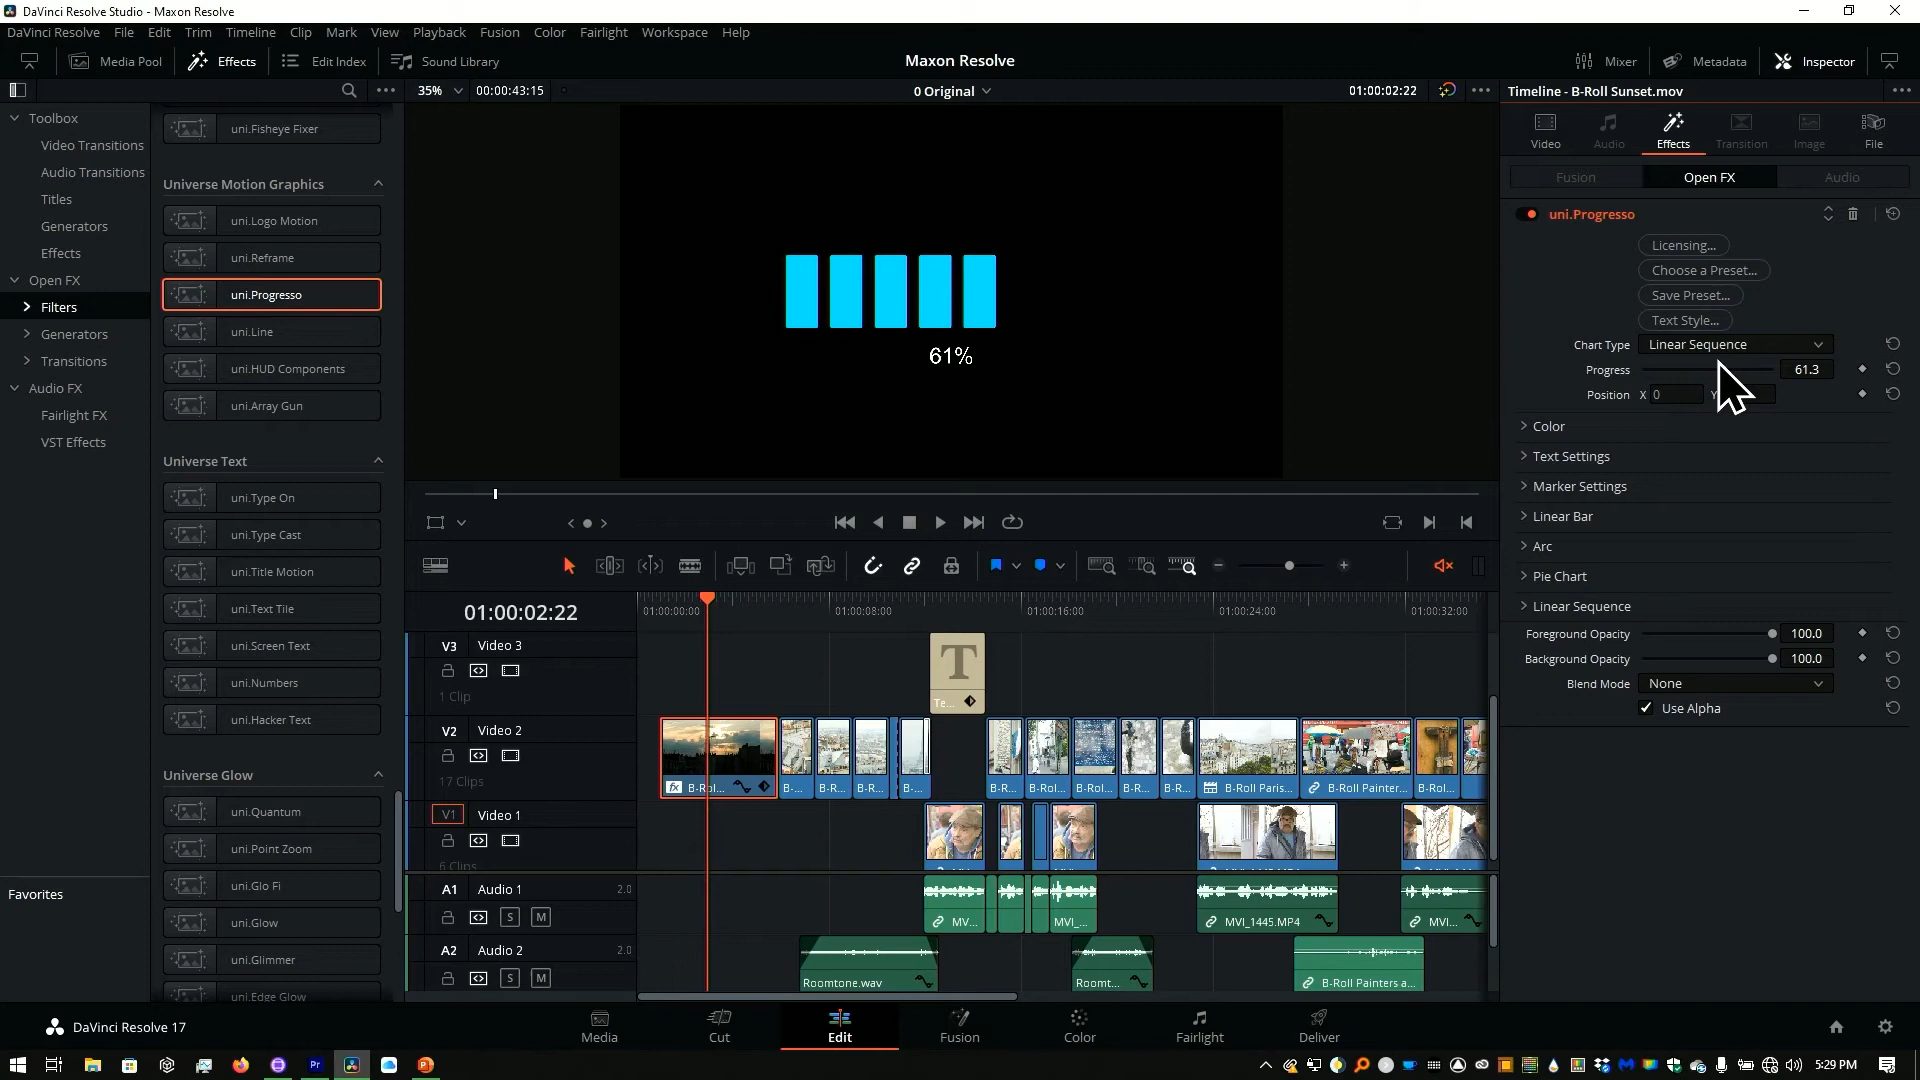 DaVinci Resolve Studio - Maxon Resolve
DaVinci Resolve File Edit Trim Timeline Clip Mark View Playback Fusion Color Fairlight Workspace Help
Media Pool Effects Edit Index Sound Library Maxon Resolve Mixer Metadata Inspector
35% 00:00:43:15 0 Original 01:00:02:22 Timeline - B-Roll Sunset.mov
Toolbox
Video Transitions
Audio Transitions
Titles
Generators
Effects
Open FX
Filters
Generators
Transitions
Audio FX
Fairlight FX
VST Effects
Favorites
uni.Fisheye Fixer
Universe Motion Graphics
uni.Logo Motion
uni.Reframe
uni.Progresso
uni.Line
uni.HUD Components
uni.Array Gun
Universe Text
uni.Type On
uni.Type Cast
uni.Title Motion
uni.Text Tile
uni.Screen Text
uni.Numbers
uni.Hacker Text
Universe Glow
uni.Quantum
uni.Point Zoom
uni.Glo Fi
uni.Glow
uni.Glimmer
uni.Edge Glow
61%
Video Audio Effects Transition Image File
Fusion Open FX Audio
uni.Progresso
Licensing...
Choose a Preset...
Save Preset...
Text Style...
Chart Type Linear Sequence
Progress 61.3
Position X 0 Y
Color
Text Settings
Marker Settings
Linear Bar
Arc
Pie Chart
Linear Sequence
Foreground Opacity 100.0
Background Opacity 100.0
Blend Mode None
Use Alpha
01:00:02:22
01:00:00:00 01:00:08:00 01:00:16:00 01:00:24:00 01:00:32:00
V3 Video 3
1 Clip
Te...
V2 Video 2
17 Clips
fx B-Rol... B-... B-R... B-R... B-... B-R... B-Rol... B-Rol... B-R... B-R... B-Roll Paris... B-Roll Painter... B-Rol...
V1 Video 1
6 Clips
A1 Audio 1 2.0
S M
MV... MVI_... MVI_1445.MP4 MVI...
A2 Audio 2 2.0
S M
Roomtone.wav Roomt... B-Roll Painters a...
DaVinci Resolve 17
Media Cut Edit Fusion Color Fairlight Deliver
Pr
5:29 PM